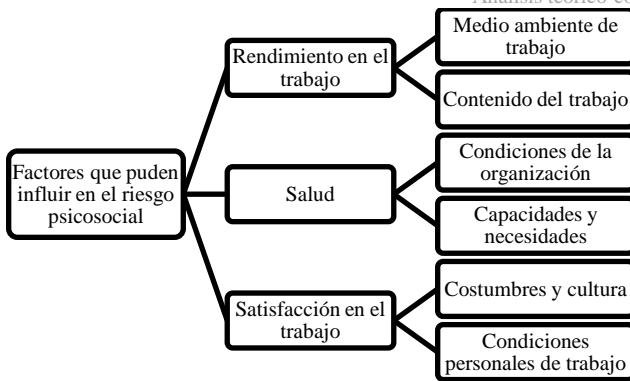 Análisis teórico-co
Medio ambiente de
trabajo
Rendimiento en el
trabajo
Contenido del trabajo
Factores que puden
influir en el riesgo
psicosocial
Condiciones de la
organización
Salud
Capacidades y
necesidades
Costumbres y cultura
Satisfacción en el
trabajo
Condiciones
personales de trabajo